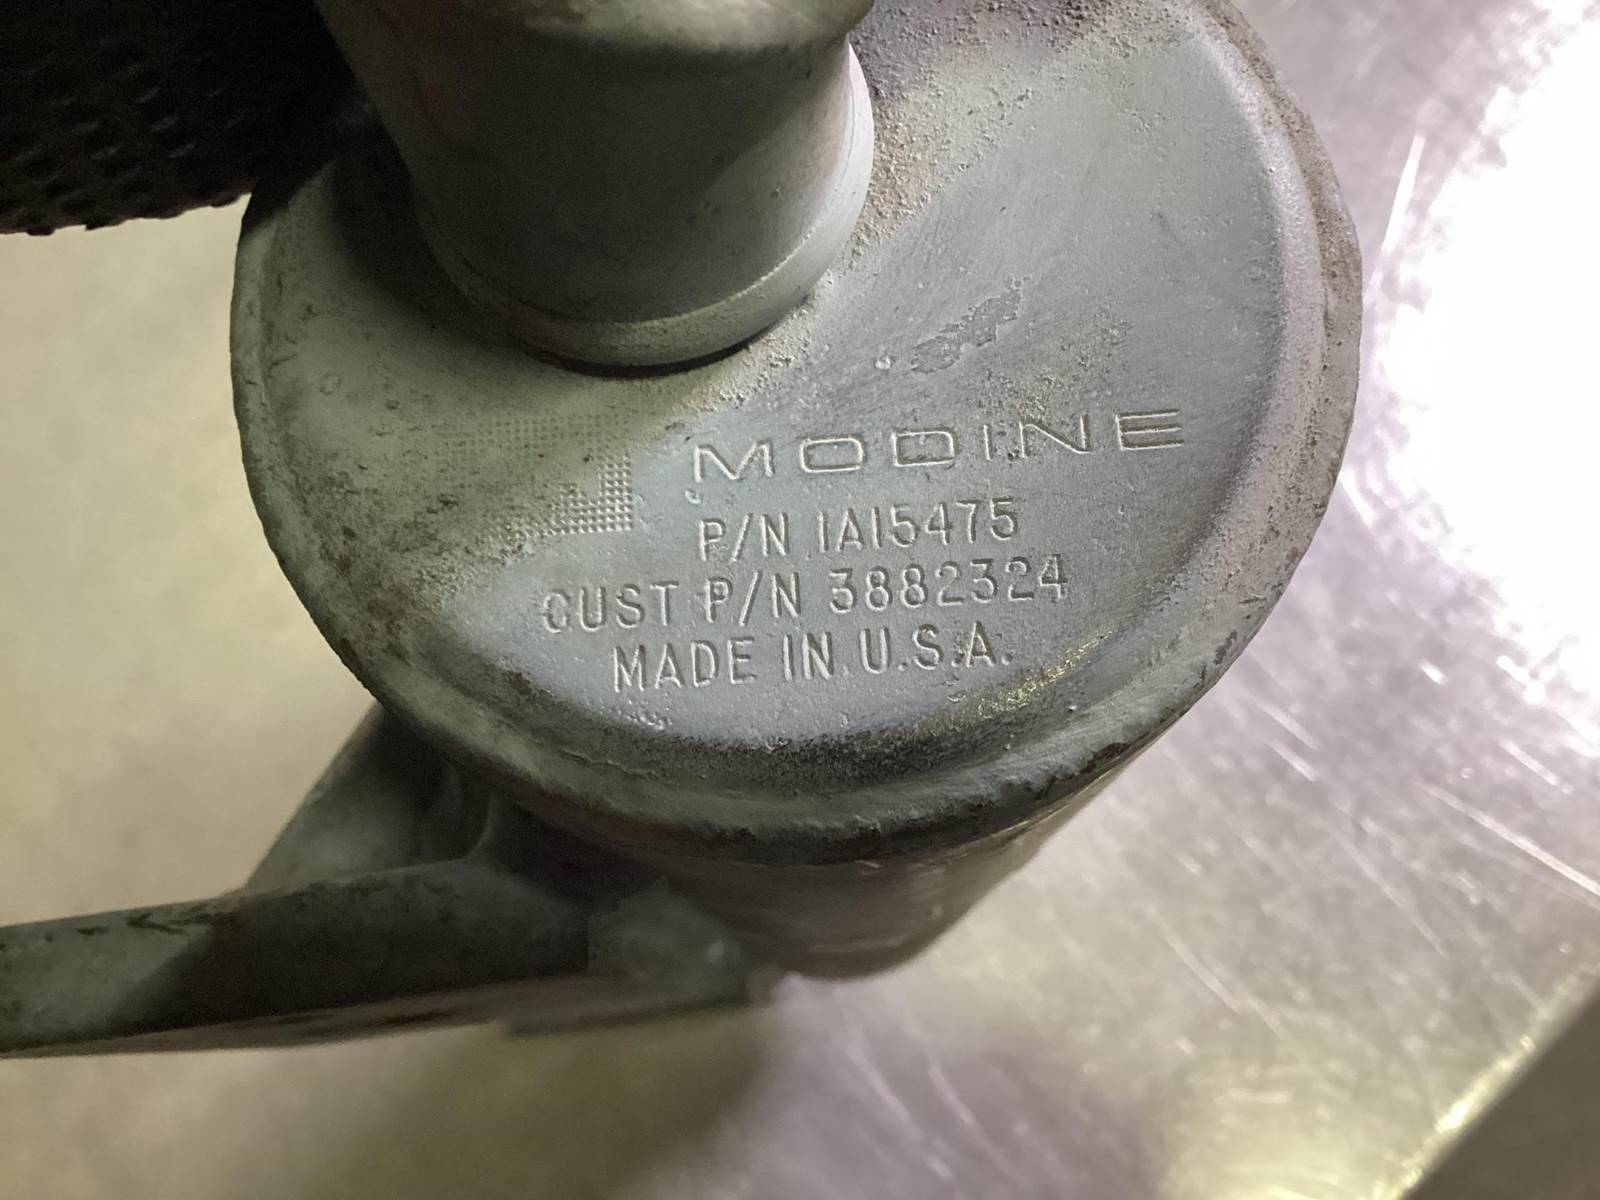 MODINE
P/N 1A15475
CUST P/N 3882324
MADE IN U.S.A.